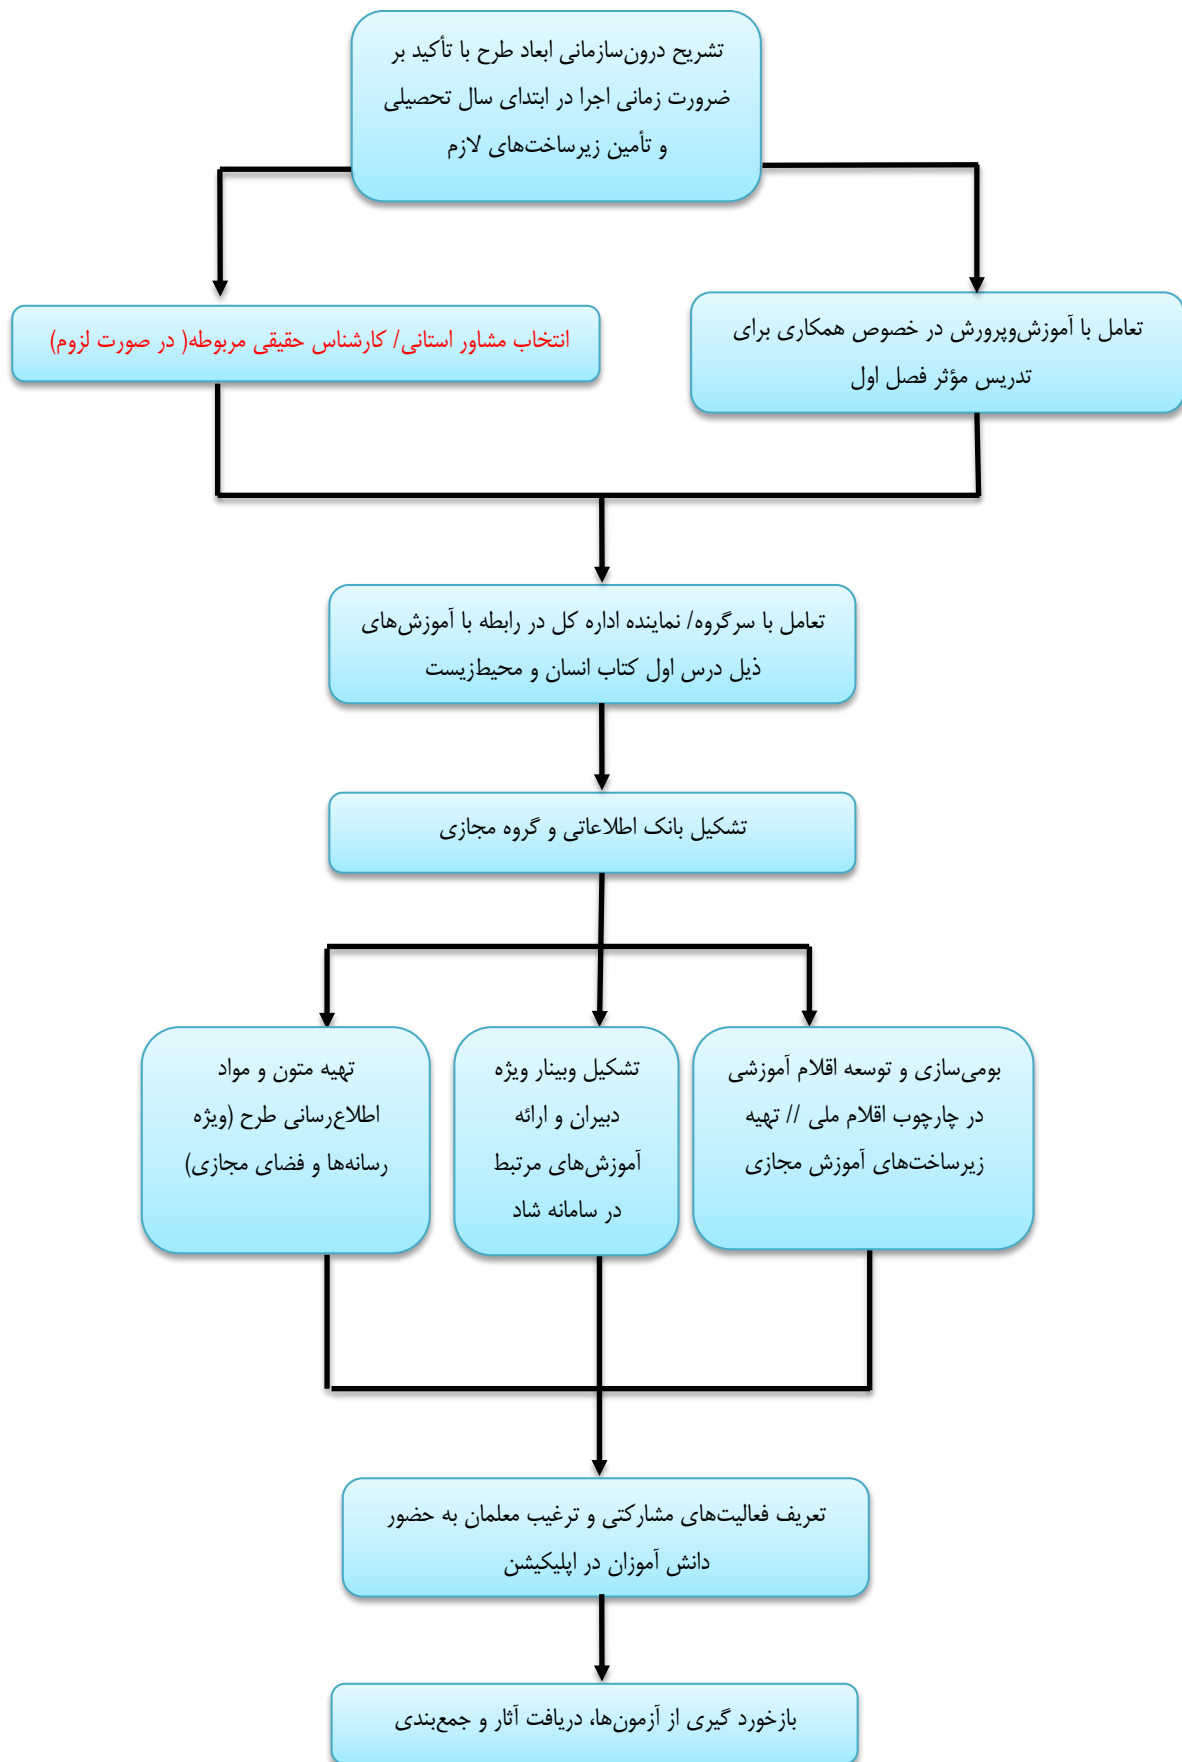 تشریح درون‌سازمانی ابعاد طرح با تأکید بر
ضرورت زمانی اجرا در ابتدای سال تحصیلی
و تأمین زیرساخت‌های لازم
تعامل با آموزش‌وپرورش در خصوص همکاری برای
تدریس مؤثر فصل اول
انتخاب مشاور استانی/ کارشناس حقیقی مربوطه( در صورت لزوم)
تعامل با سرگروه/ نماینده اداره کل در رابطه با آموزش‌های
ذیل درس اول کتاب انسان و محیط‌زیست
تشکیل بانک اطلاعاتی و گروه مجازی
بومی‌سازی و توسعه اقلام آموزشی
در چارچوب اقلام ملی // تهیه
زیرساخت‌های آموزش مجازی
تشکیل وبینار ویژه
دبیران و ارائه
آموزش‌های مرتبط
در سامانه شاد
تهیه متون و مواد
اطلاع‌رسانی طرح (ویژه
رسانه‌ها و فضای مجازی)
تعریف فعالیت‌های مشارکتی و ترغیب معلمان به حضور
دانش آموزان در اپلیکیشن
بازخورد گیری از آزمون‌ها، دریافت آثار و جمع‌بندی